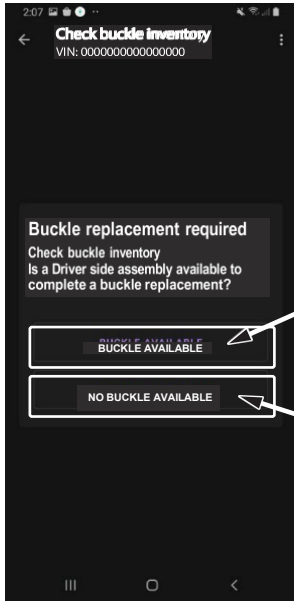 2:07
Check buckle inventory
VIN: 0000000000000000
Buckle replacement required
Check buckle inventory
Is a Driver side assembly available to
complete a buckle replacement?
BUCKLE AVAILABLE
NO BUCKLE AVAILABLE